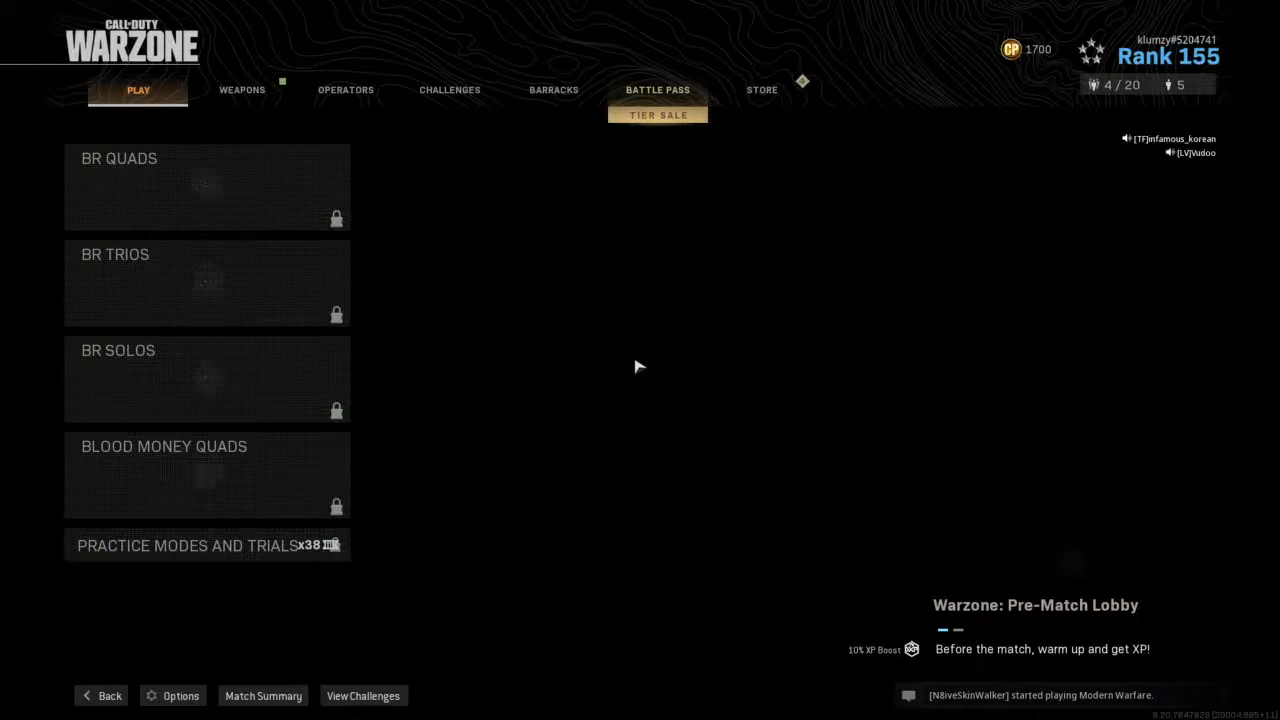 CALL OF DUTY
WARZONE
CP 1700
klumzy#5204741
Rank 155
4 / 20
5
PLAY
WEAPONS
OPERATORS
CHALLENGES
BARRACKS
BATTLE PASS
STORE
TIER SALE
[TF]infamous_korean
[LV]Vudoo
BR QUADS
BR TRIOS
BR SOLOS
BLOOD MONEY QUADS
PRACTICE MODES AND TRIALS x38
Warzone: Pre-Match Lobby
10% XP Boost
Before the match, warm up and get XP!
Back
Options
Match Summary
View Challenges
[N8iveSkinWalker] started playing Modern Warfare.